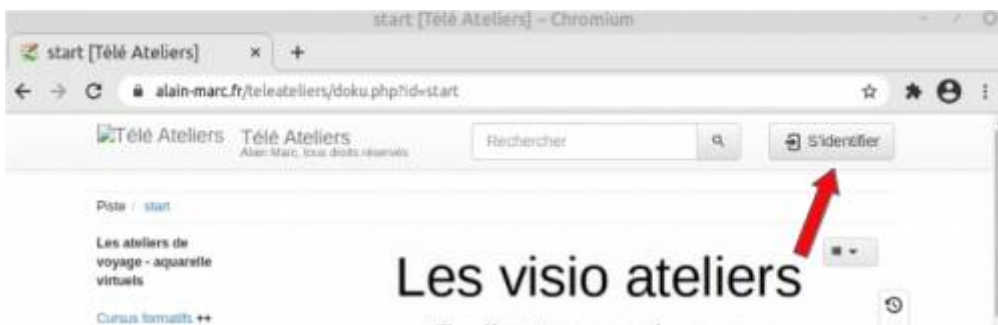 start [Télé Ateliers] - Chromium
start [Télé Ateliers] × +
alain-marc.fr/teleateliers/doku.php?id=start
Télé Ateliers Télé Ateliers Rechercher S'identifier
Alain Marc, tous droits réservés
Piste / start
Les ateliers de
voyage - aquarelle
virtuels
Les visio ateliers
Cursus formatifs ++